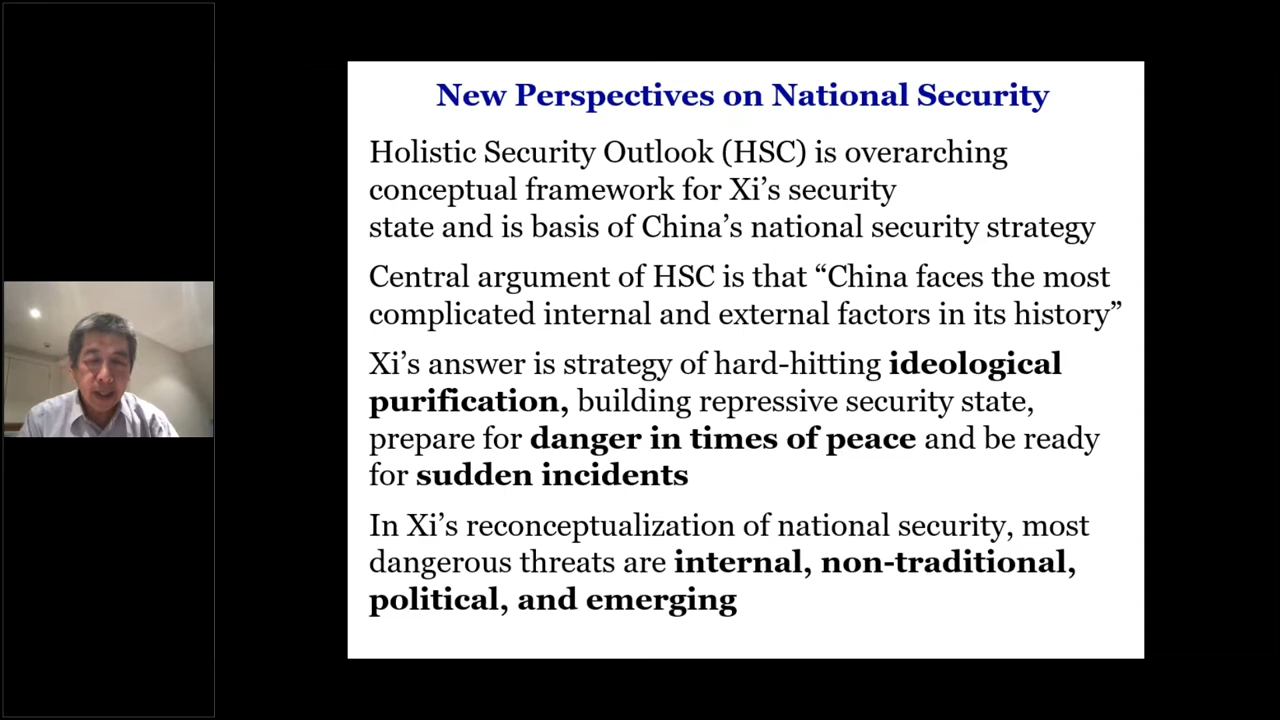 New Perspectives on National Security
Holistic Security Outlook (HSC) is overarching
conceptual framework for Xi’s security
state and is basis of China’s national security strategy
Central argument of HSC is that “China faces the most
complicated internal and external factors in its history”
Xi’s answer is strategy of hard-hitting ideological
purification, building repressive security state,
prepare for danger in times of peace and be ready
for sudden incidents
In Xi’s reconceptualization of national security, most
dangerous threats are internal, non-traditional,
political, and emerging